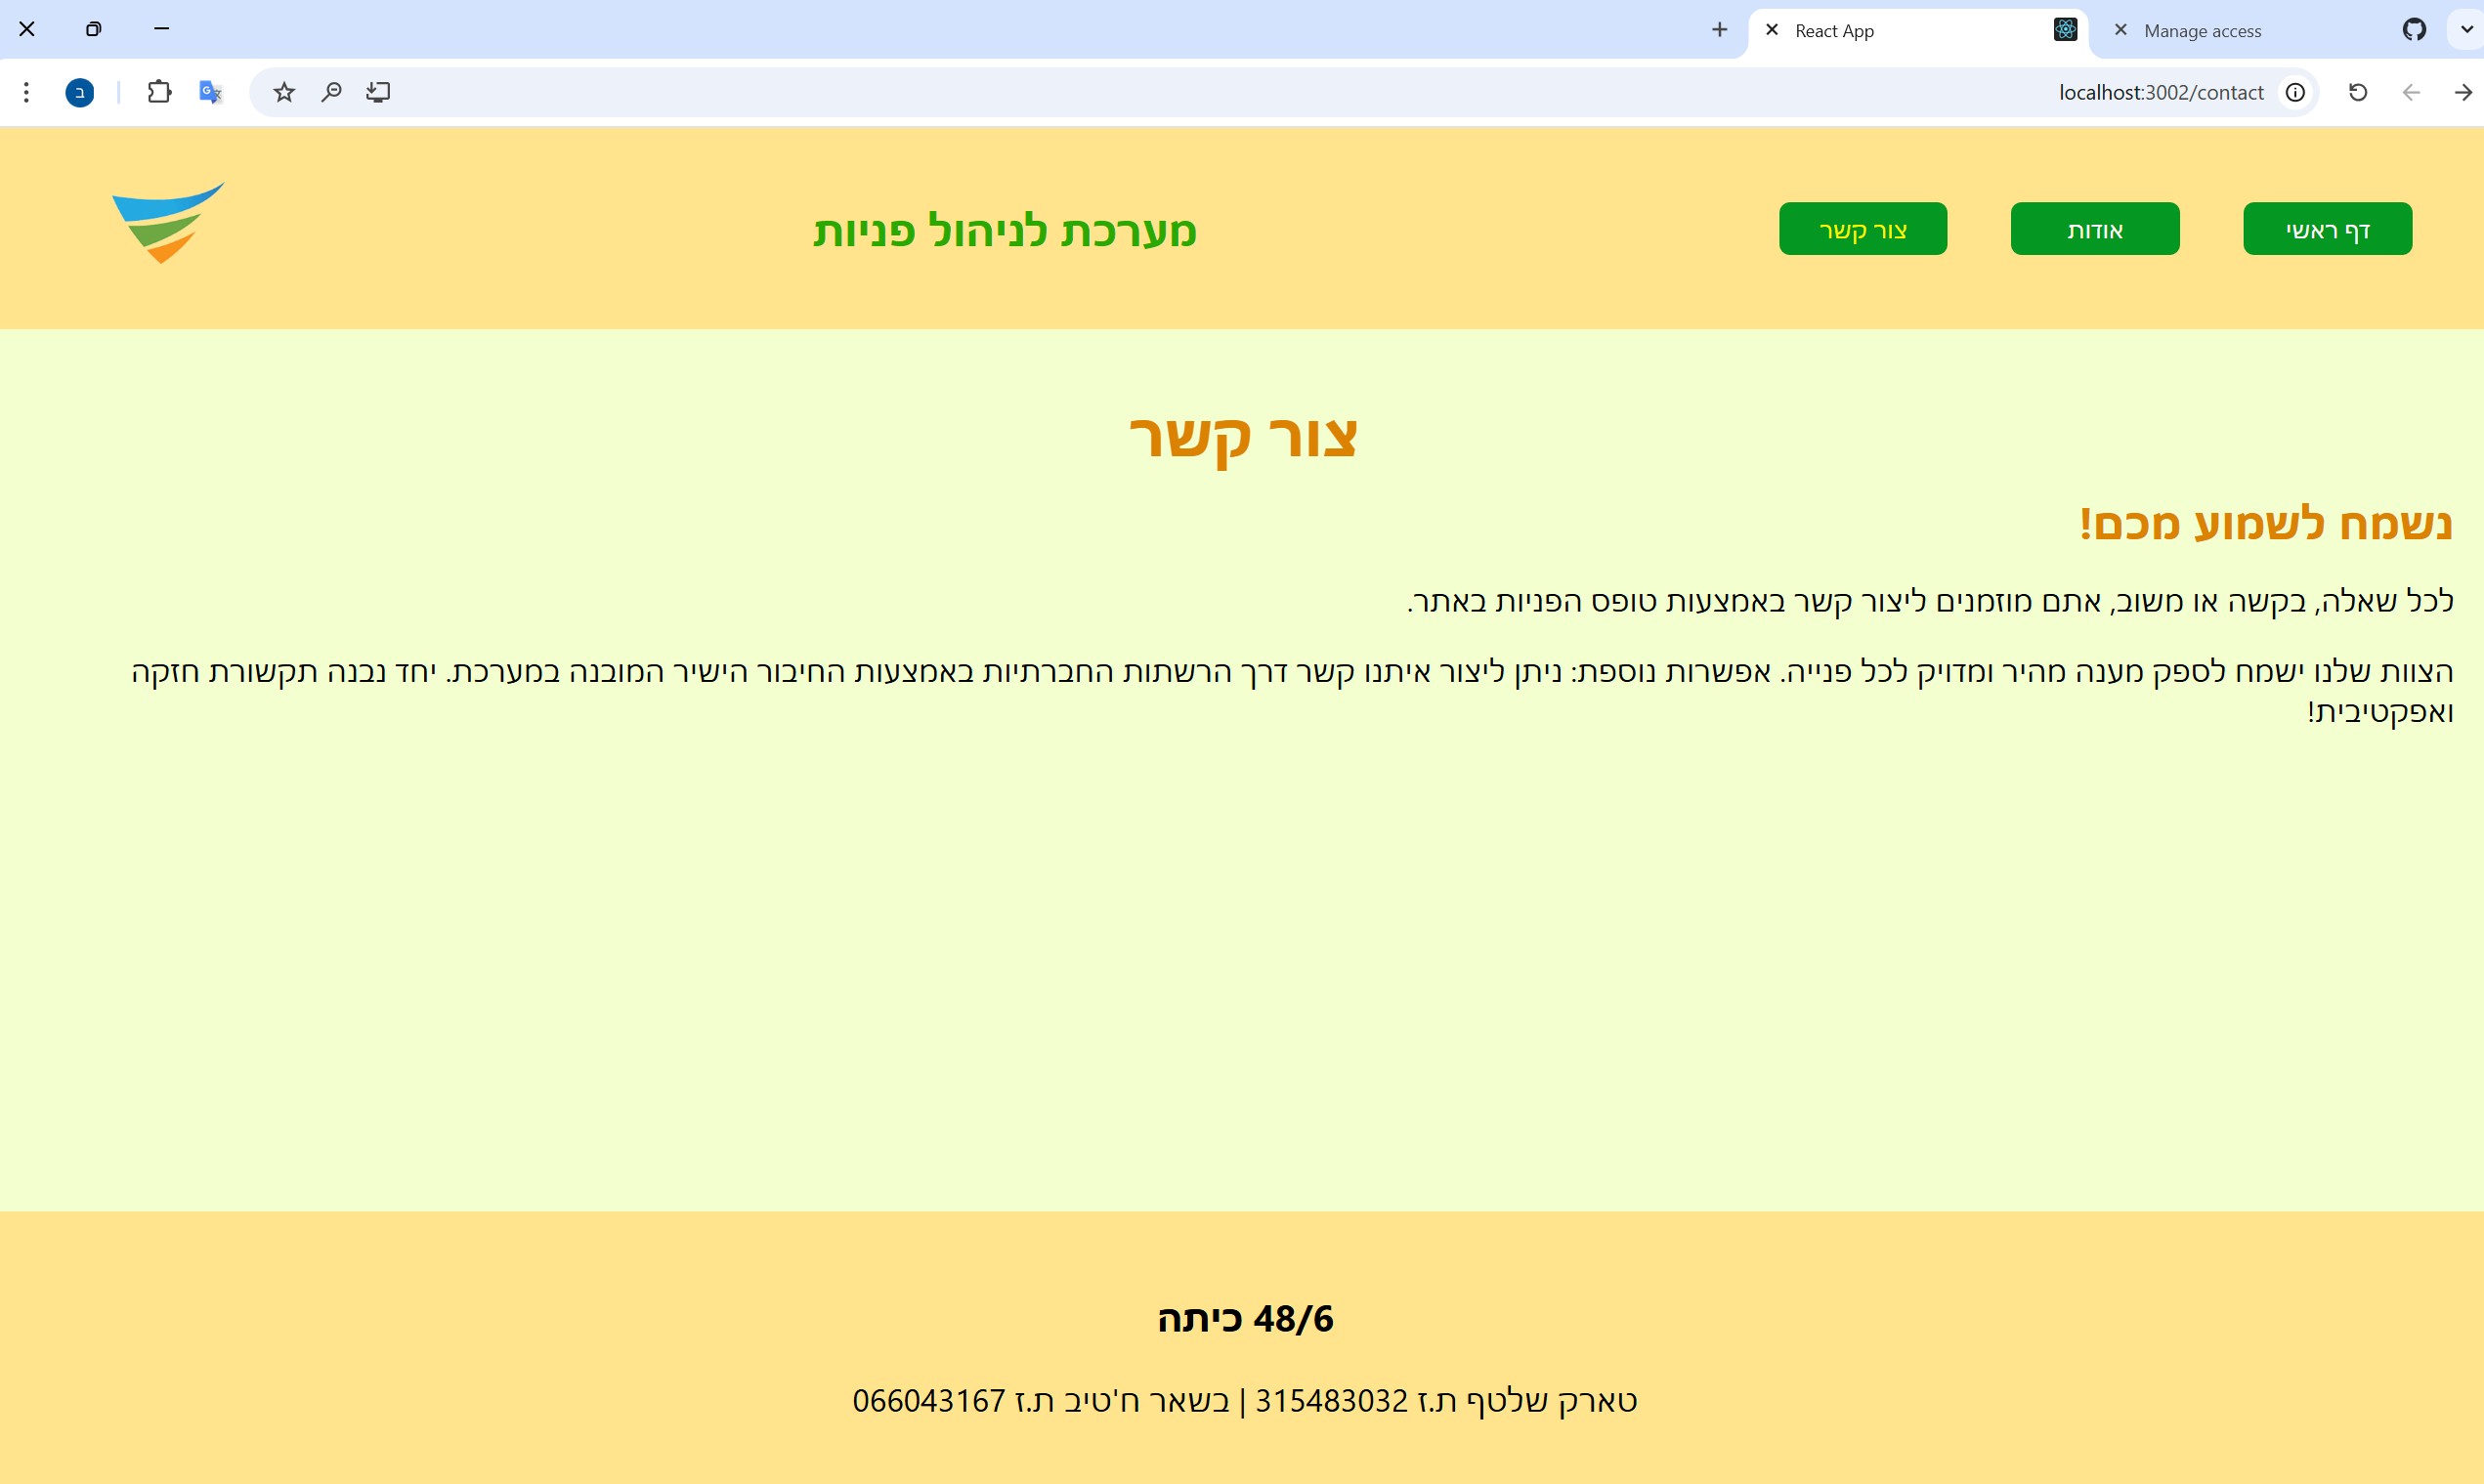 React App
Manage access
localhost:3002/contact
ב
דף ראשי
אודות
צור קשר
מערכת לניהול פניות
צור קשר
נשמח לשמוע מכם!
לכל שאלה, בקשה או משוב, אתם מוזמנים ליצור קשר באמצעות טופס הפניות באתר.
הצוות שלנו ישמח לספק מענה מהיר ומדויק לכל פנייה. אפשרות נוספת: ניתן ליצור איתנו קשר דרך הרשתות החברתיות באמצעות החיבור הישיר המובנה במערכת. יחד נבנה תקשורת חזקה
ואפקטיבית!
48/6 כיתה
טארק שלטף ת.ז 315483032 | בשאר ח'טיב ת.ז 066043167